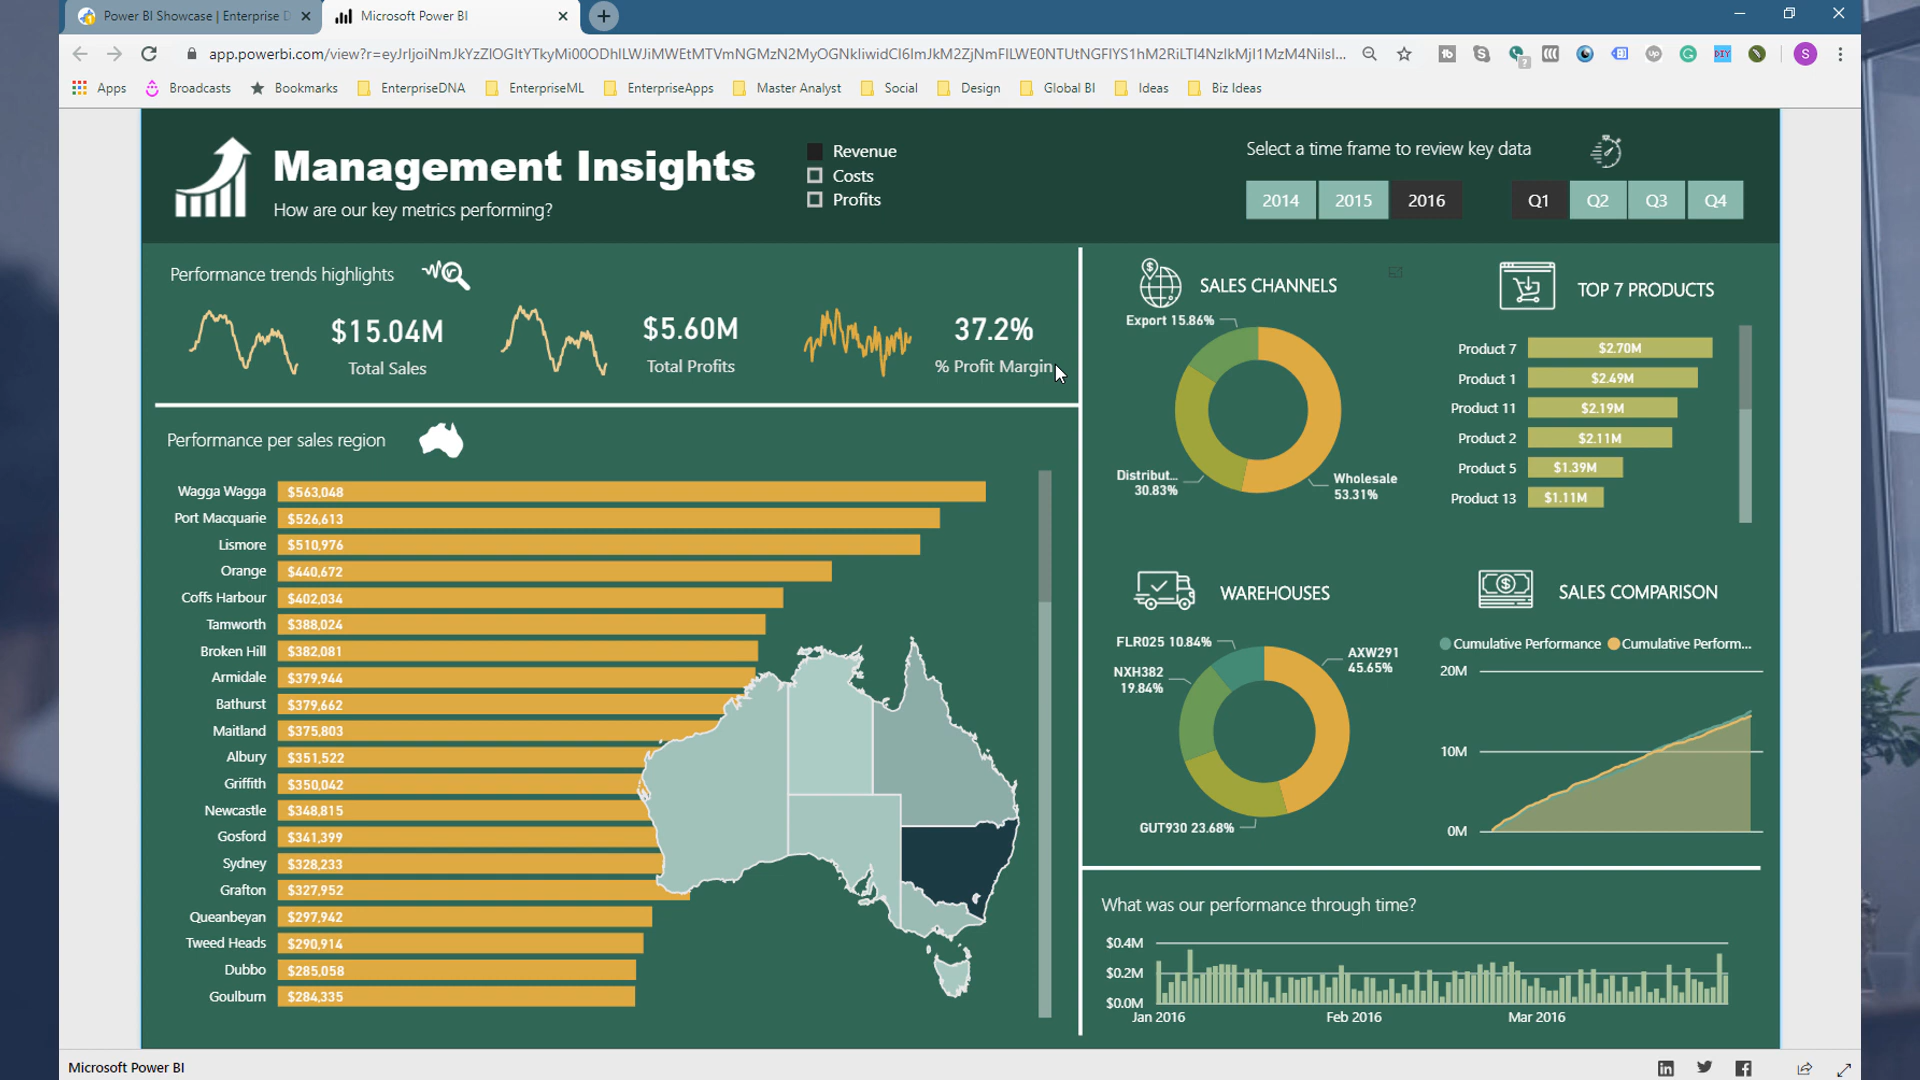 Power BI Showcase | Enterprise D
Microsoft Power BI
app.powerbi.com/view?r=
Apps
Broadcasts
Bookmarks
EnterpriseDNA
EnterpriseML
EnterpriseApps
Master Analyst
Social
Design
Global BI
Ideas
Biz Ideas
S
Management Insights
How are our key metrics performing?
Revenue
Costs
Profits
Select a time frame to review key data
2014 2015 2016 Q1 Q2 Q3 Q4
Performance trends highlights
$15.04M
Total Sales
$5.60M
Total Profits
37.2%
% Profit Margin
Performance per sales region
Wagga Wagga $563,048
Port Macquarie $526,613
Lismore $510,976
Orange $440,672
Coffs Harbour $402,034
Tamworth $388,024
Broken Hill $382,081
Armidale $379,944
Bathurst $379,662
Maitland $375,803
Albury $351,522
Griffith $350,042
Newcastle $348,815
Gosford $341,399
Sydney $328,233
Grafton $327,952
Queanbeyan $297,942
Tweed Heads $290,914
Dubbo $285,058
Goulburn $284,335
SALES CHANNELS
Export 15.86%
Distribut...
30.83%
Wholesale
53.31%
TOP 7 PRODUCTS
Product 7 $2.70M
Product 1 $2.49M
Product 11 $2.19M
Product 2 $2.11M
Product 5 $1.39M
Product 13 $1.11M
WAREHOUSES
FLR025 10.84%
NXH382
19.84%
AXW291
45.65%
GUT930 23.68%
SALES COMPARISON
Cumulative Performance Cumulative Perform...
20M
10M
0M
What was our performance through time?
$0.4M
$0.2M
$0.0M
Jan 2016 Feb 2016 Mar 2016
Microsoft Power BI